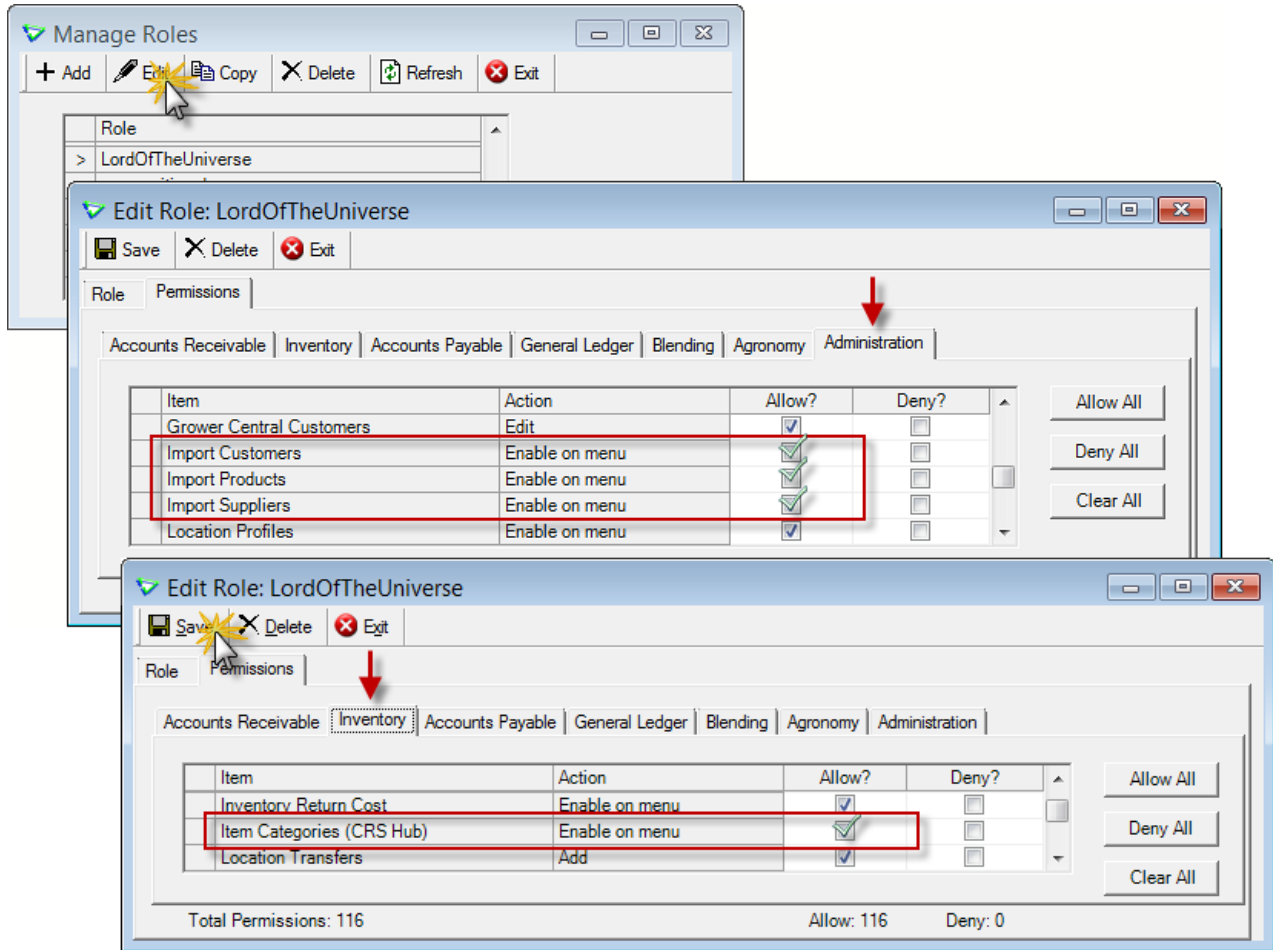 Manage Roles
Add Edit Copy Delete Refresh Exit
Role
> LordOfTheUniverse
Edit Role: LordOfTheUniverse
Save Delete Exit
Role Permissions
Accounts Receivable Inventory Accounts Payable General Ledger Blending Agronomy Administration
Item Action Allow? Deny?
Grower Central Customers Edit
Import Customers Enable on menu
Import Products Enable on menu
Import Suppliers Enable on menu
Location Profiles Enable on menu
Allow All
Deny All
Clear All
Edit Role: LordOfTheUniverse
Save Delete Exit
Role Permissions
Accounts Receivable Inventory Accounts Payable General Ledger Blending Agronomy Administration
Item Action Allow? Deny?
Inventory Return Cost Enable on menu
Item Categories (CRS Hub) Enable on menu
Location Transfers Add
Allow All
Deny All
Clear All
Total Permissions: 116 Allow: 116 Deny: 0